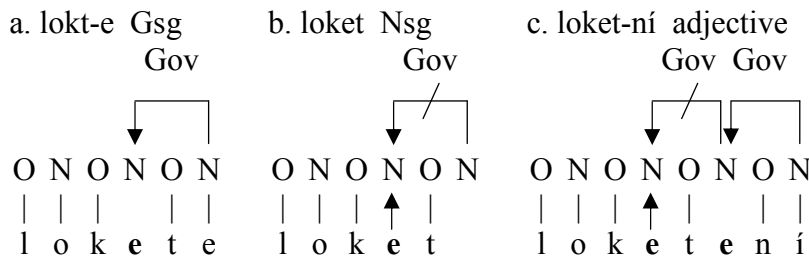 a. lokt-e Gsg b. loket Nsg c. loket-ní adjective
Gov Gov Gov Gov
O N O N O N O N O N O N O N O N O N O N
l o k e t e l o k e t l o k e t e n í